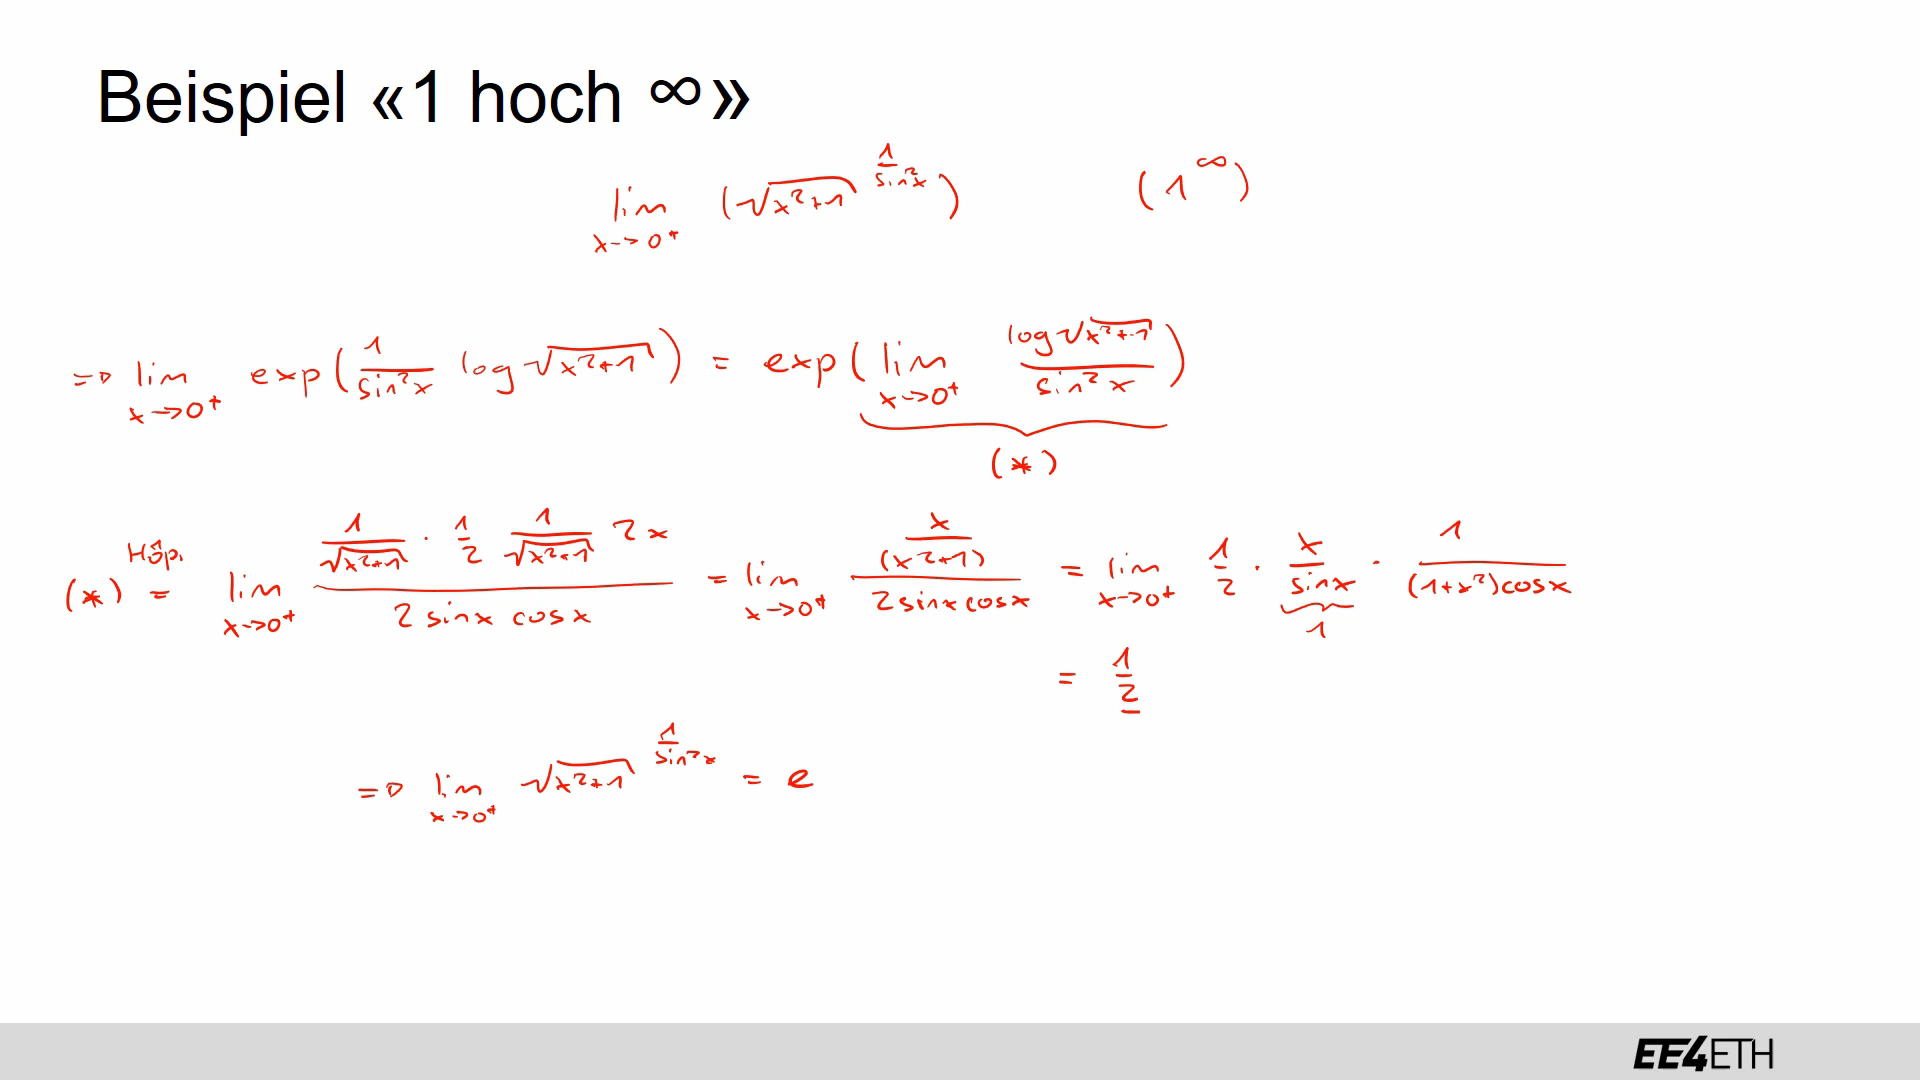 Beispiel «1 hoch ∞»
lim_{x→0⁺} (√(x²+1)^{1/sin²x}) (1^∞)
=> lim_{x→0⁺} exp(1/sin²x log√(x²+1)) = exp(lim_{x→0⁺} log√(x²+1)/sin²x)
(*)
(*) =^{Hôp.} lim_{x→0⁺} (1/√(x²+1) · 1/2 1/√(x²+1) 2x)/(2 sinx cosx) = lim_{x→0⁺} (x/(x²+1))/(2sinx cosx) = lim_{x→0⁺} 1/2 · x/sinx · 1/((1+x²)cosx)
1
= 1/2
=> lim_{x→0⁺} √(x²+1)^{1/sin²x} = e
EE4ETH